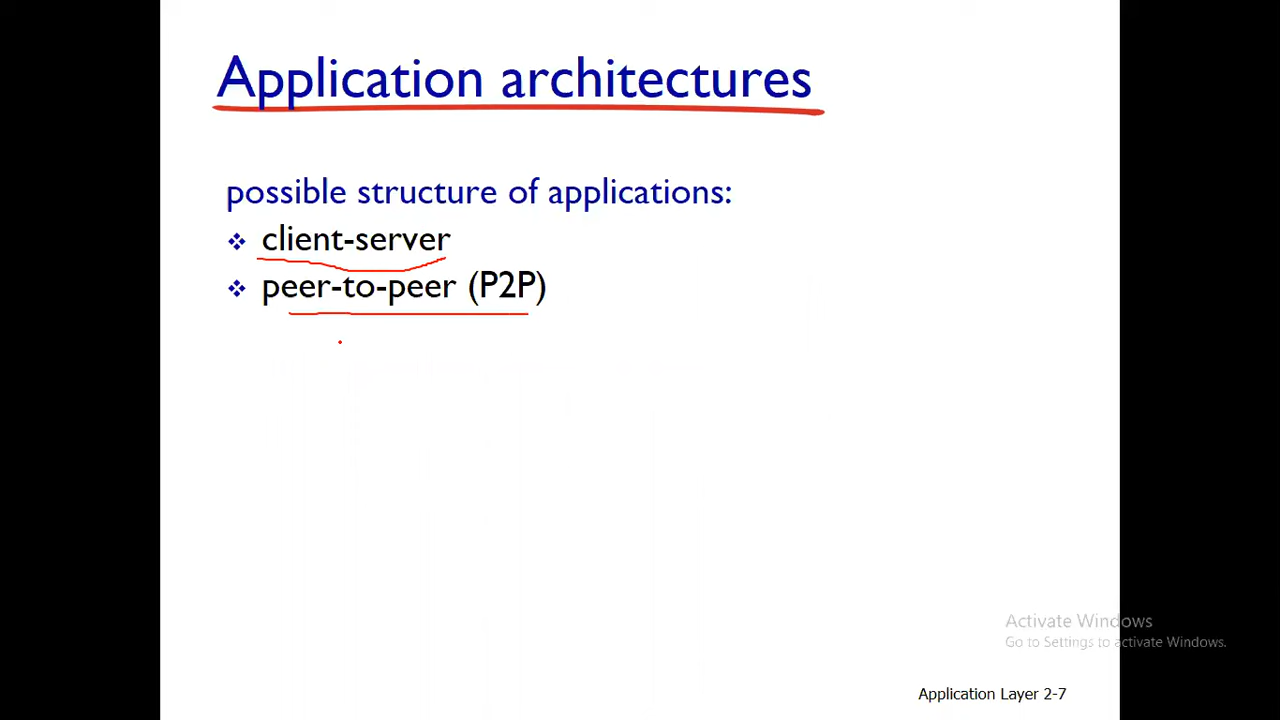 Application architectures
possible structure of applications:
❖ client-server
❖ peer-to-peer (P2P)
Activate Windows
Go to Settings to activate Windows.
Application Layer 2-7